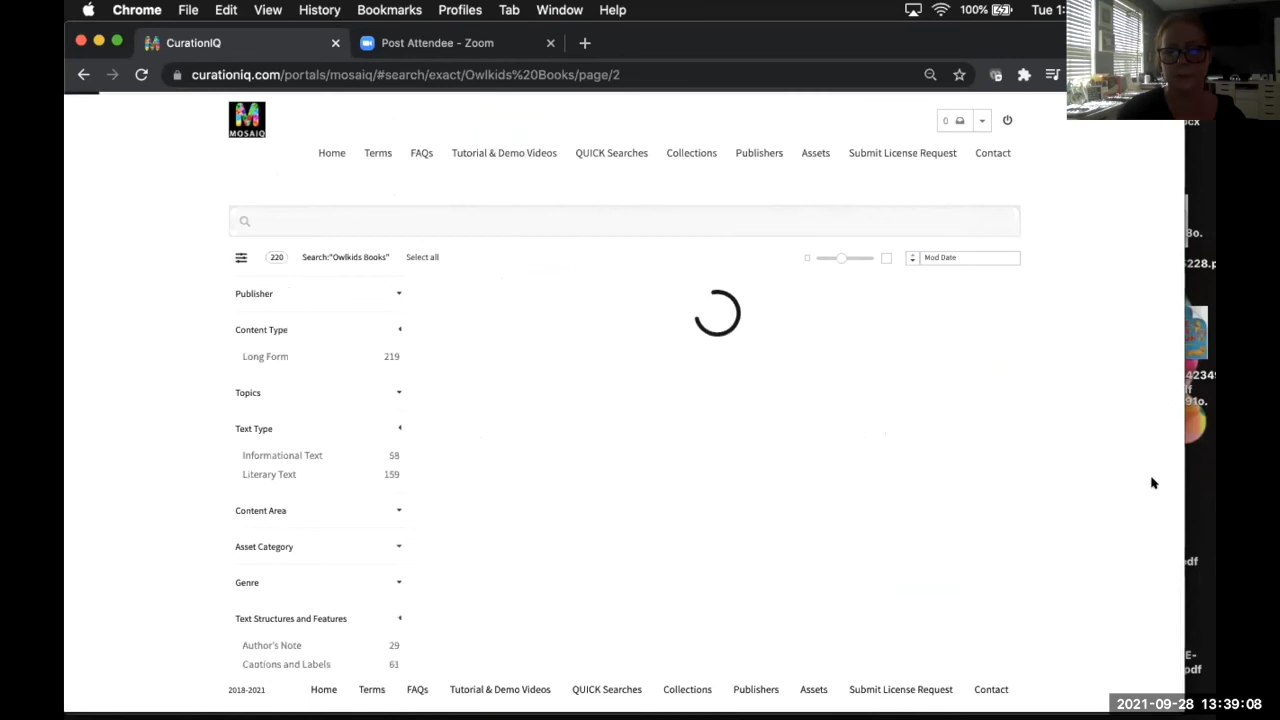 Chrome File Edit View History Bookmarks Profiles Tab Window Help 100% Tue 1:
CurationIQ Post Attendee - Zoom
curationiq.com/portals/mosaiq/#search/exact/Owlkids%20Books/page/2
MOSAIQ
0
Home Terms FAQs Tutorial & Demo Videos QUICK Searches Collections Publishers Assets Submit License Request Contact
220 Search:"Owlkids Books" Select all Mod Date
Publisher
Content Type
Long Form 219
Topics
Text Type
Informational Text 58
Literary Text 159
Content Area
Asset Category
Genre
Text Structures and Features
Author's Note 29
Captions and Labels 61
2018-2021 Home Terms FAQs Tutorial & Demo Videos QUICK Searches Collections Publishers Assets Submit License Request Contact
2021-09-28 13:39:08